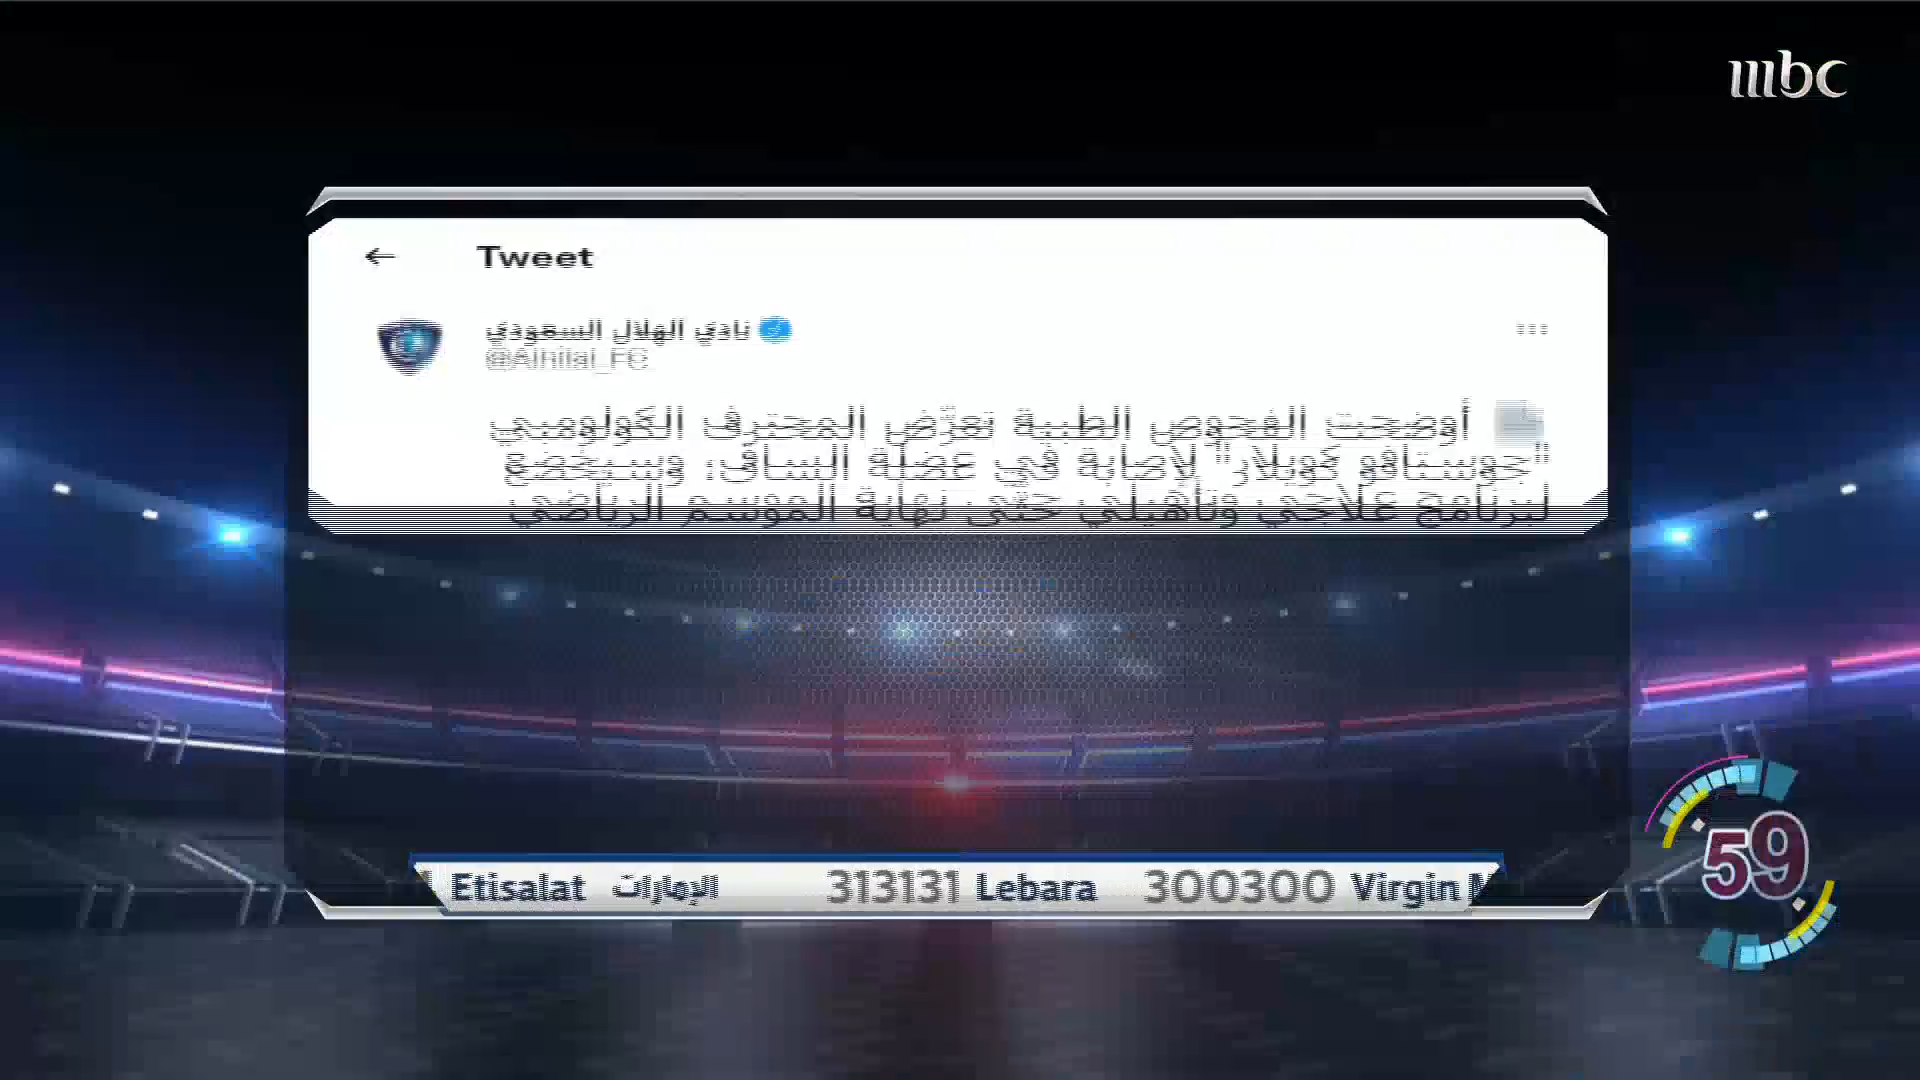 mbc
Tweet
نادي الهلال السعودي
@Alhilal_FC
أوضحت الفحوص الطبية تعرّض المحترف الكولومبي
"جوستافو كويلار" لإصابة في عضلة الساق، وسيخضع
لبرنامج علاجي وتأهيلي حتّى نهاية الموسم الرياضي
59
Etisalat الإمارات 313131 Lebara 300300 Virgin M